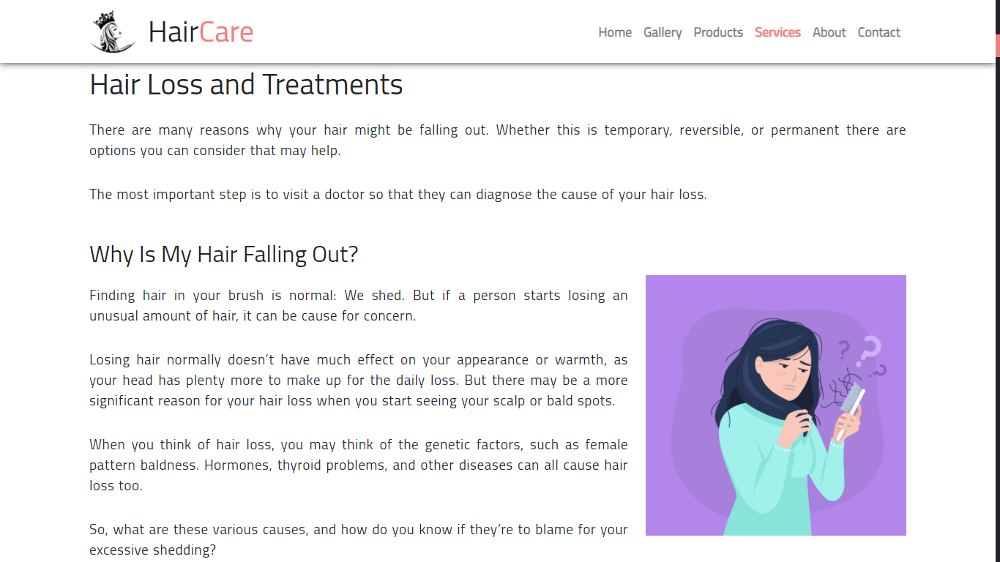 HairCare
Home Gallery Products Services About Contact
Hair Loss and Treatments
There are many reasons why your hair might be falling out. Whether this is temporary, reversible, or permanent there are
options you can consider that may help.
The most important step is to visit a doctor so that they can diagnose the cause of your hair loss.
Why Is My Hair Falling Out?
Finding hair in your brush is normal: We shed. But if a person starts losing an
unusual amount of hair, it can be cause for concern.
Losing hair normally doesn’t have much effect on your appearance or warmth, as
your head has plenty more to make up for the daily loss. But there may be a more
significant reason for your hair loss when you start seeing your scalp or bald spots.
When you think of hair loss, you may think of the genetic factors, such as female
pattern baldness. Hormones, thyroid problems, and other diseases can all cause hair
loss too.
So, what are these various causes, and how do you know if they’re to blame for your
excessive shedding?
? ? ?